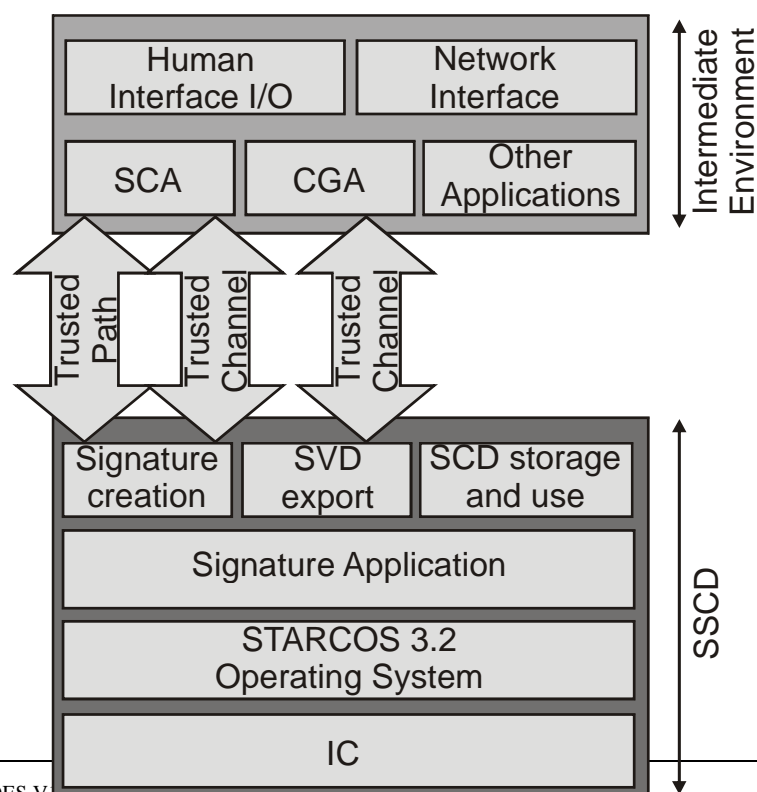 Human
Interface I/O
Network
Interface
SCA
CGA
Other
Applications
Intermediate
Environment
Trusted
Path
Trusted
Channel
Trusted
Channel
Signature
creation
SVD
export
SCD storage
and use
Signature Application
STARCOS 3.2
Operating System
IC
SSCD